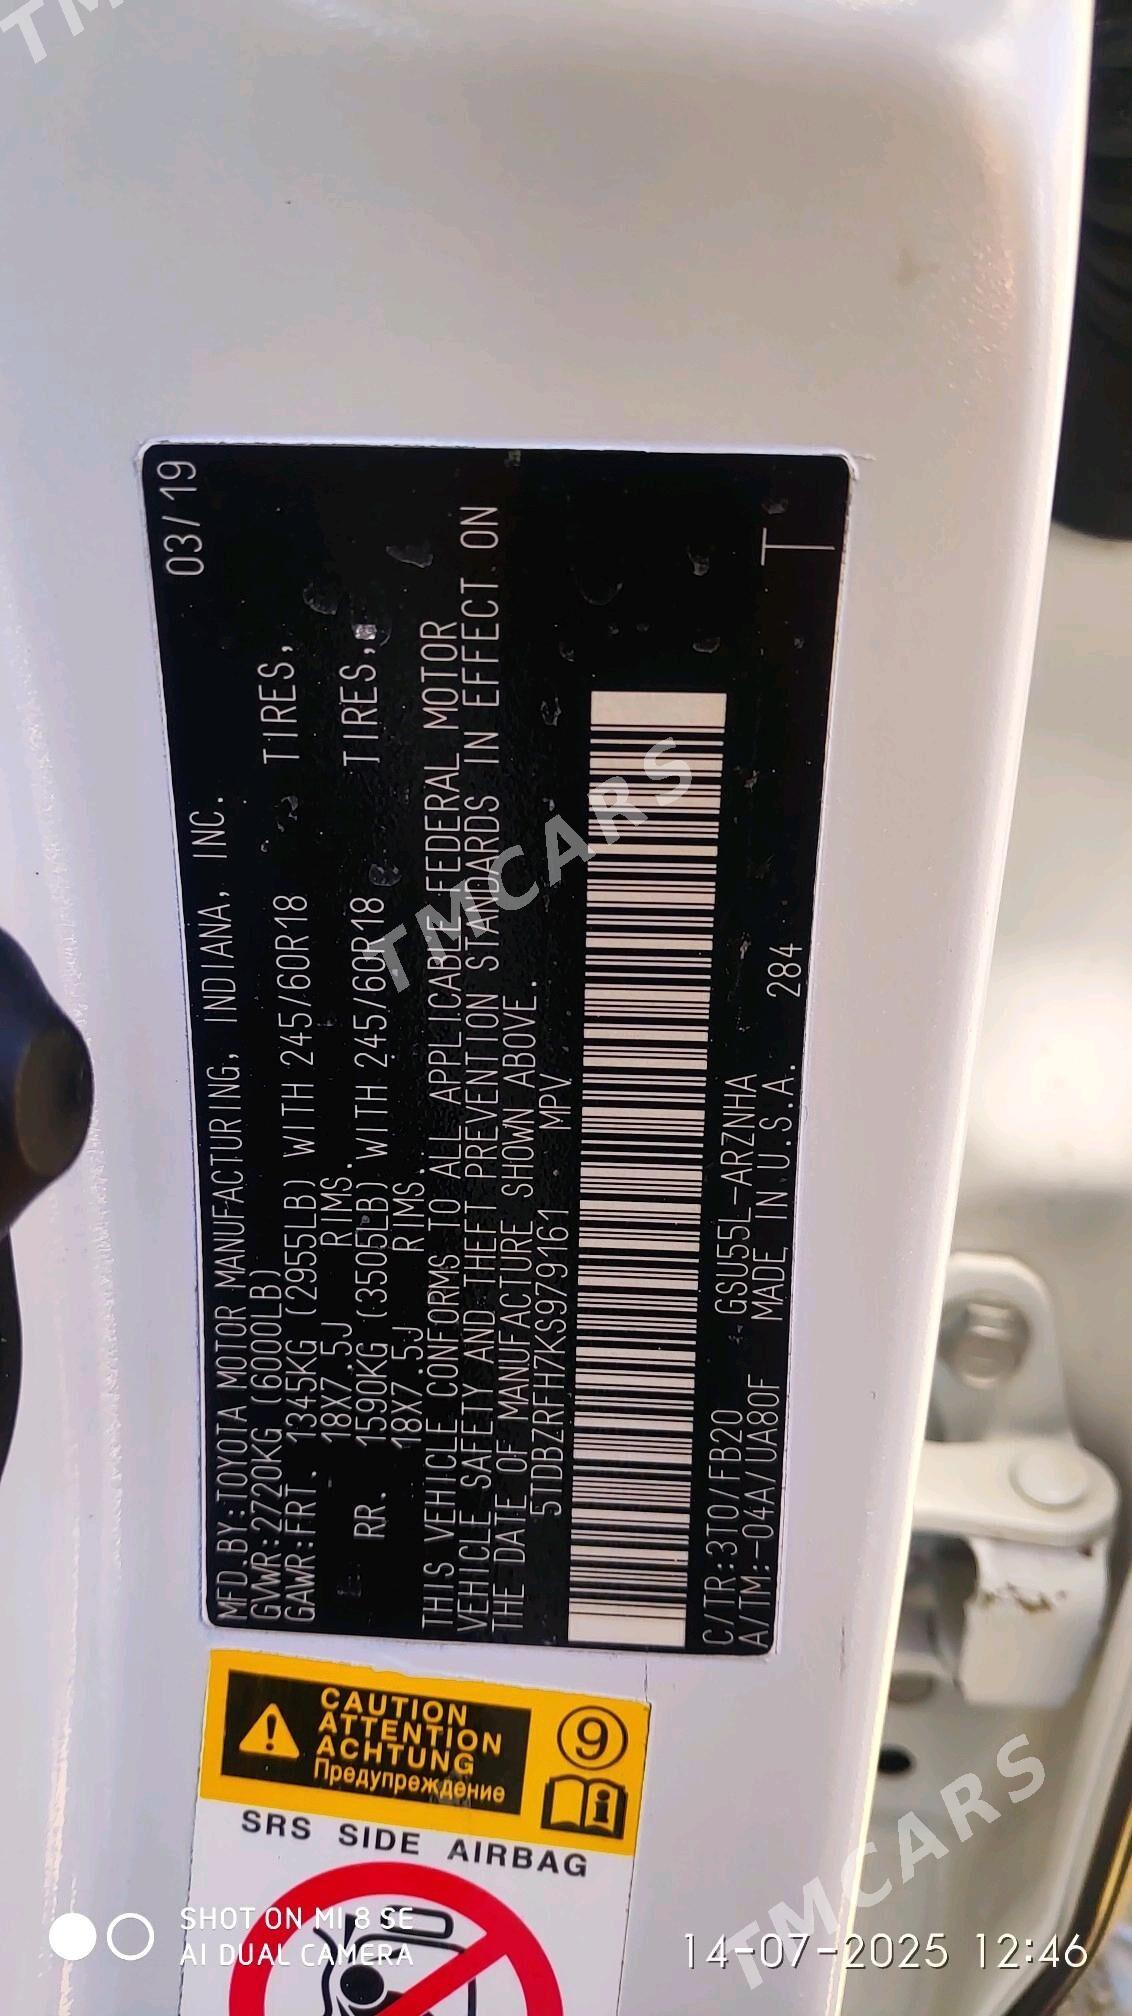 03/19
MFD.BY:TOYOTA MOTOR MANUFACTURING, INDIANA, INC.
GVWR:2720KG (6000LB)
GAWR:FRT. 1345KG (2955LB) WITH 245/60R18 TIRES,
18X7.5J RIMS.
RR. 1590KG (3505LB) WITH 245/60R18 TIRES,
18X7.5J RIMS.
THIS VEHICLE CONFORMS TO ALL APPLICABLE FEDERAL MOTOR
VEHICLE SAFETY AND THEFT PREVENTION STANDARDS IN EFFECT ON
THE DATE OF MANUFACTURE SHOWN ABOVE.
5TDBZRFH7KS979161 MPV
C/TR:3T0/FB20 GSU55L-ARZNHA
A/TM:-04A/UA80F MADE IN U.S.A. 284
T
CAUTION
ATTENTION
ACHTUNG
Предупреждение
9
i
SRS SIDE AIRBAG
SHOT ON MI 8 SE
AI DUAL CAMERA
14-07-2025 12:46
TMCARS
TMCARS